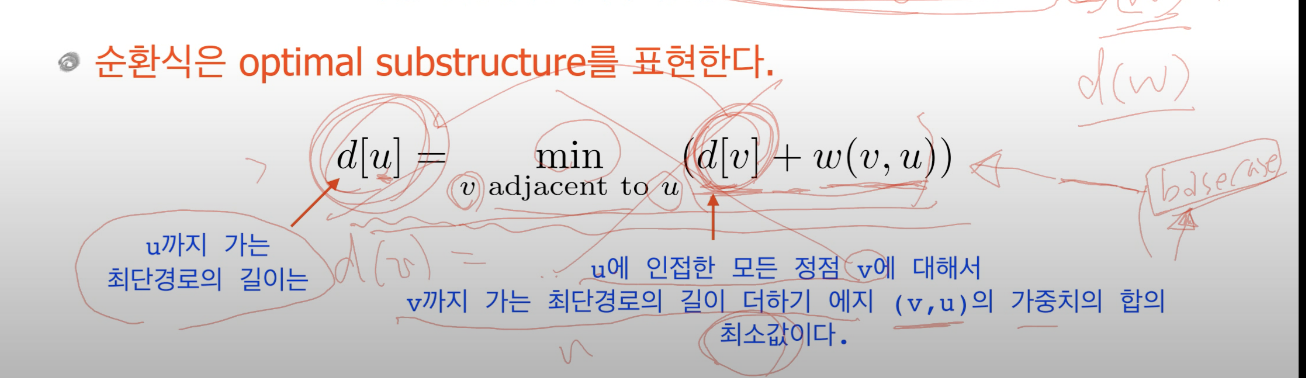 d(w)
순환식은 optimal substructure를 표현한다.
d[u] = min (d[v] + w(v, u))
v adjacent to u
basecase
u까지 가는
최단경로의 길이는
d(v) =
u에 인접한 모든 정점 v에 대해서
v까지 가는 최단경로의 길이 더하기 에지 (v,u)의 가중치의 합의
최소값이다.